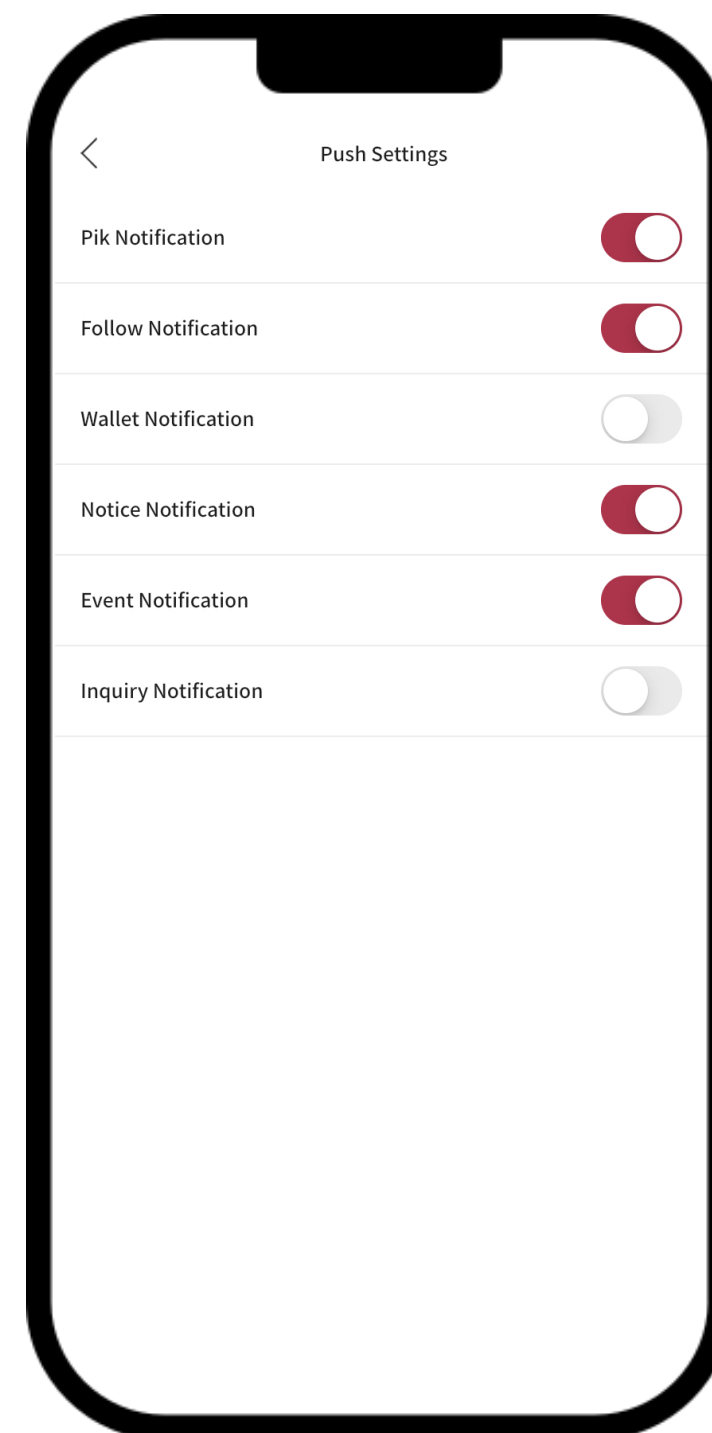 Push Settings
Pik Notification
Follow Notification
Wallet Notification
Notice Notification
Event Notification
Inquiry Notification